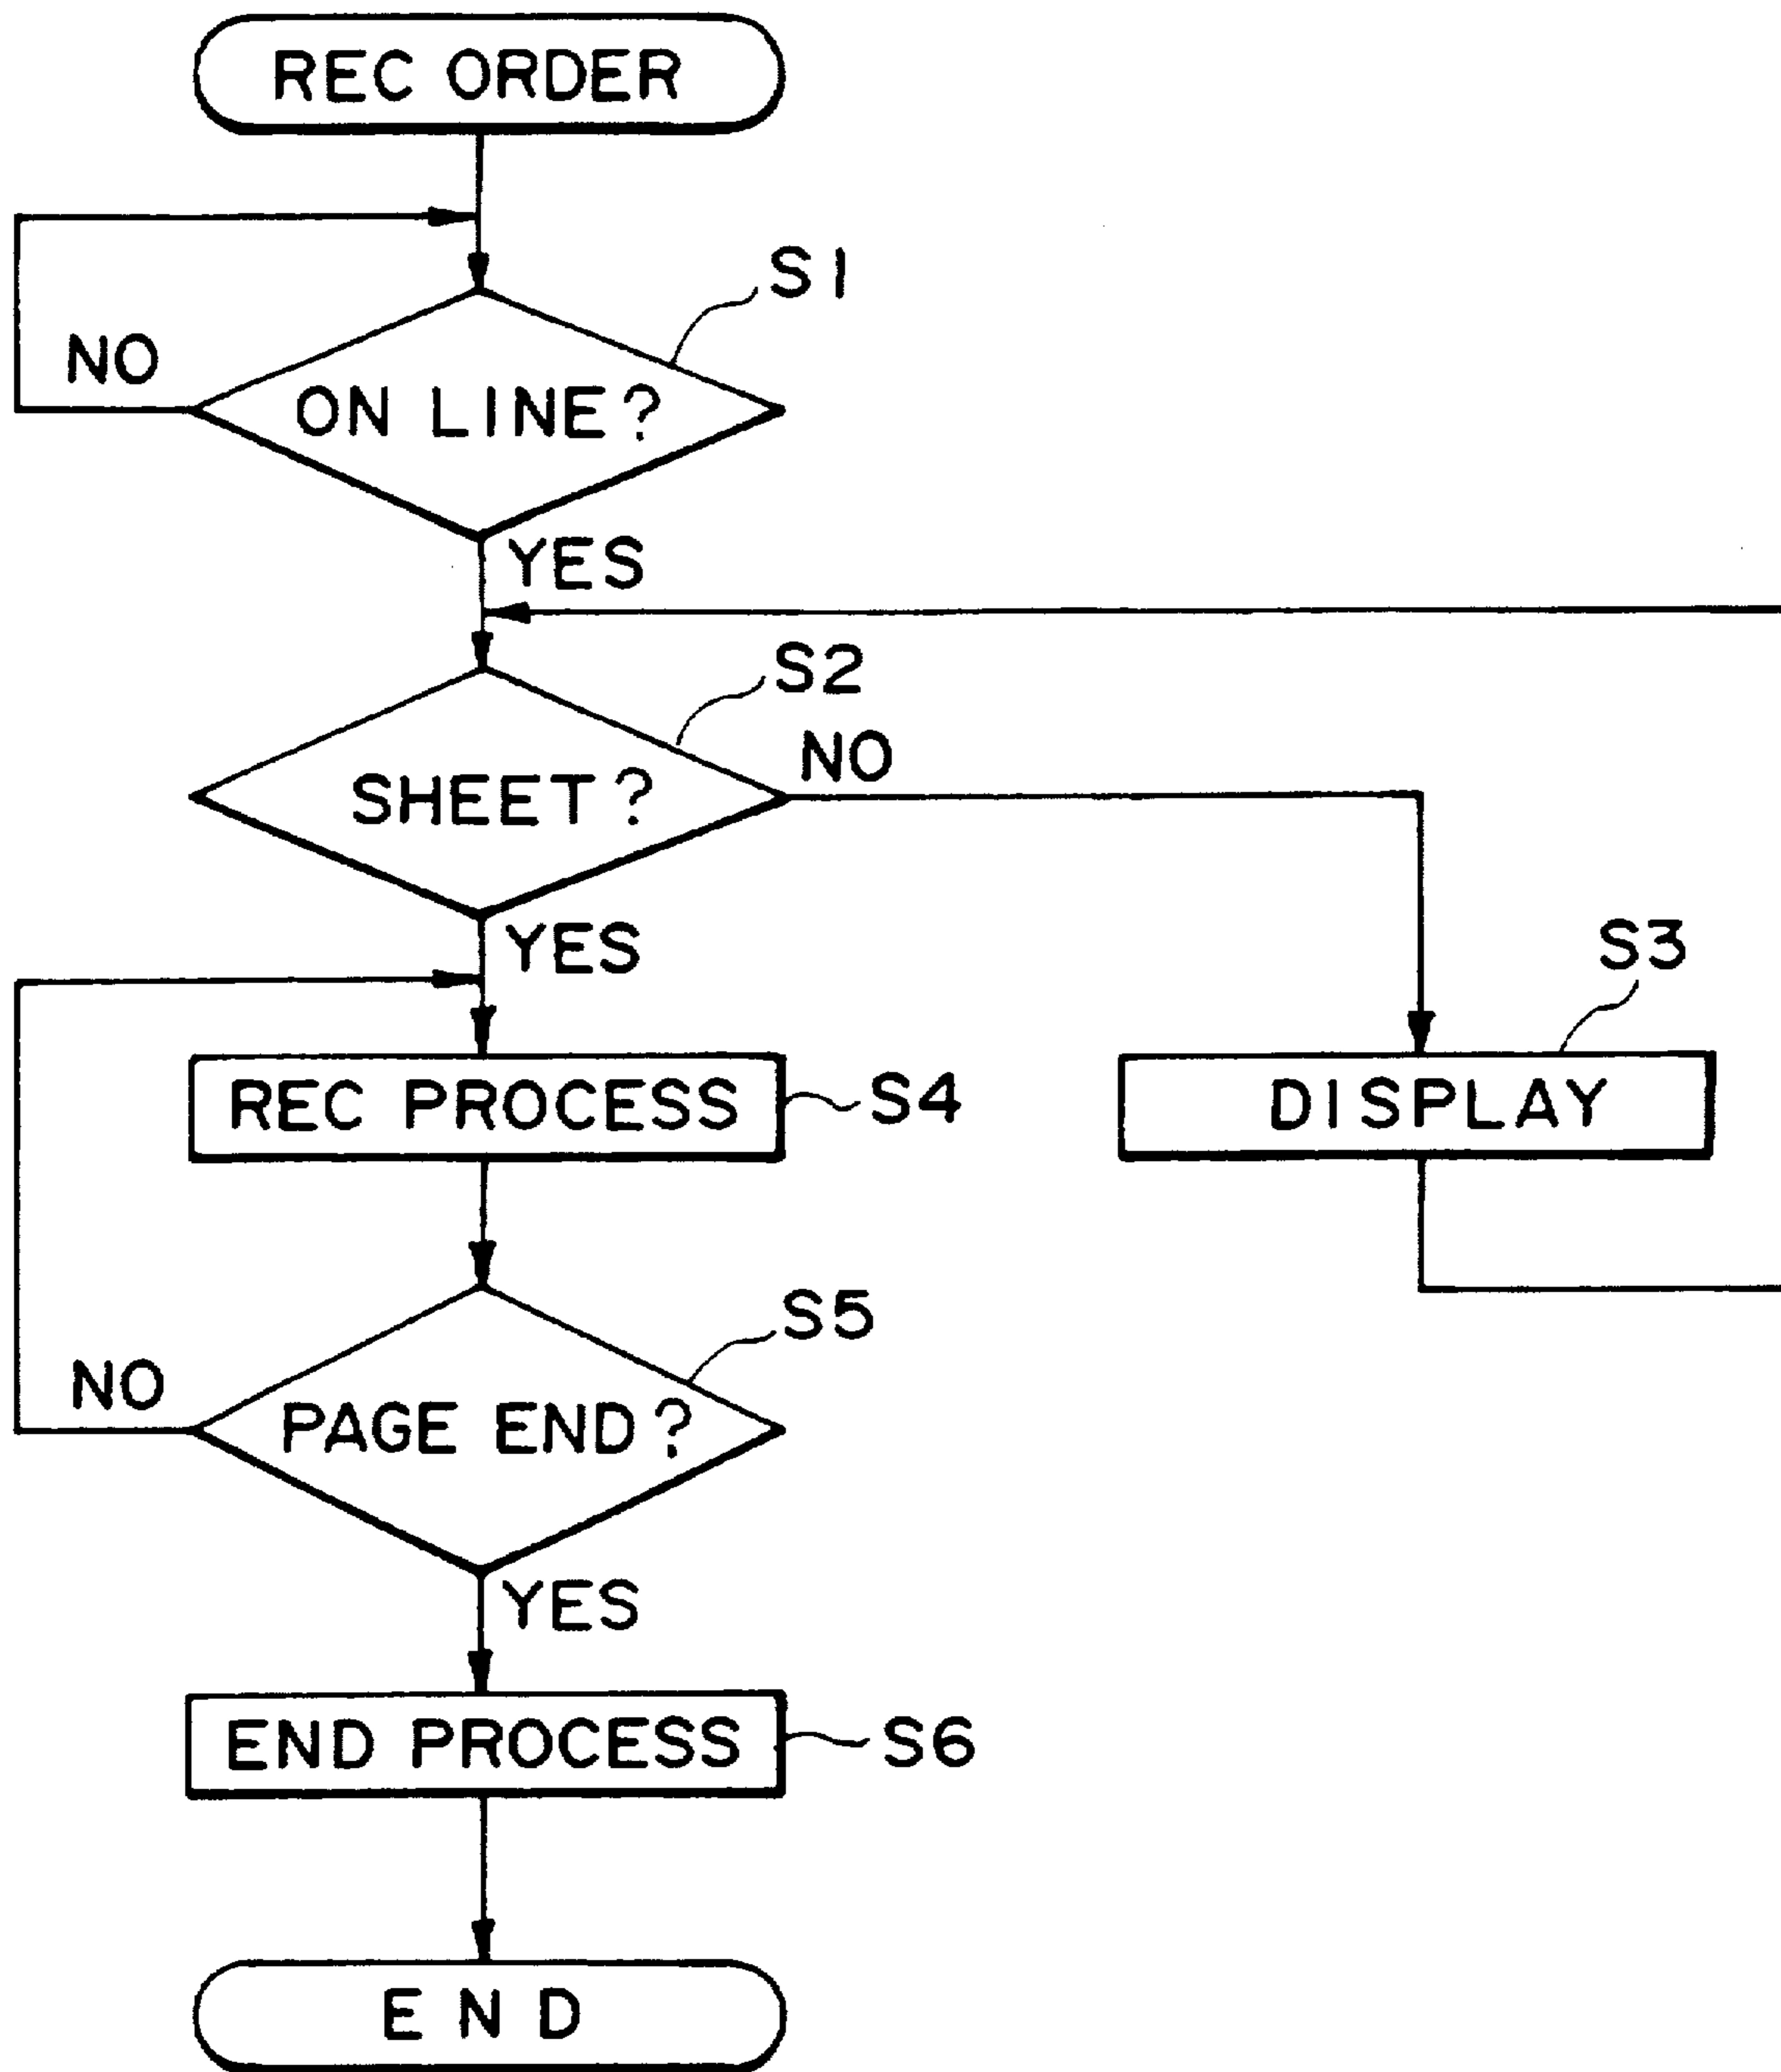 REC ORDER
S1
NO
ON LINE?
YES
S2
NO
SHEET?
YES
S3
REC PROCESS
S4
DISPLAY
S5
NO
PAGE END?
YES
END PROCESS
S6
END